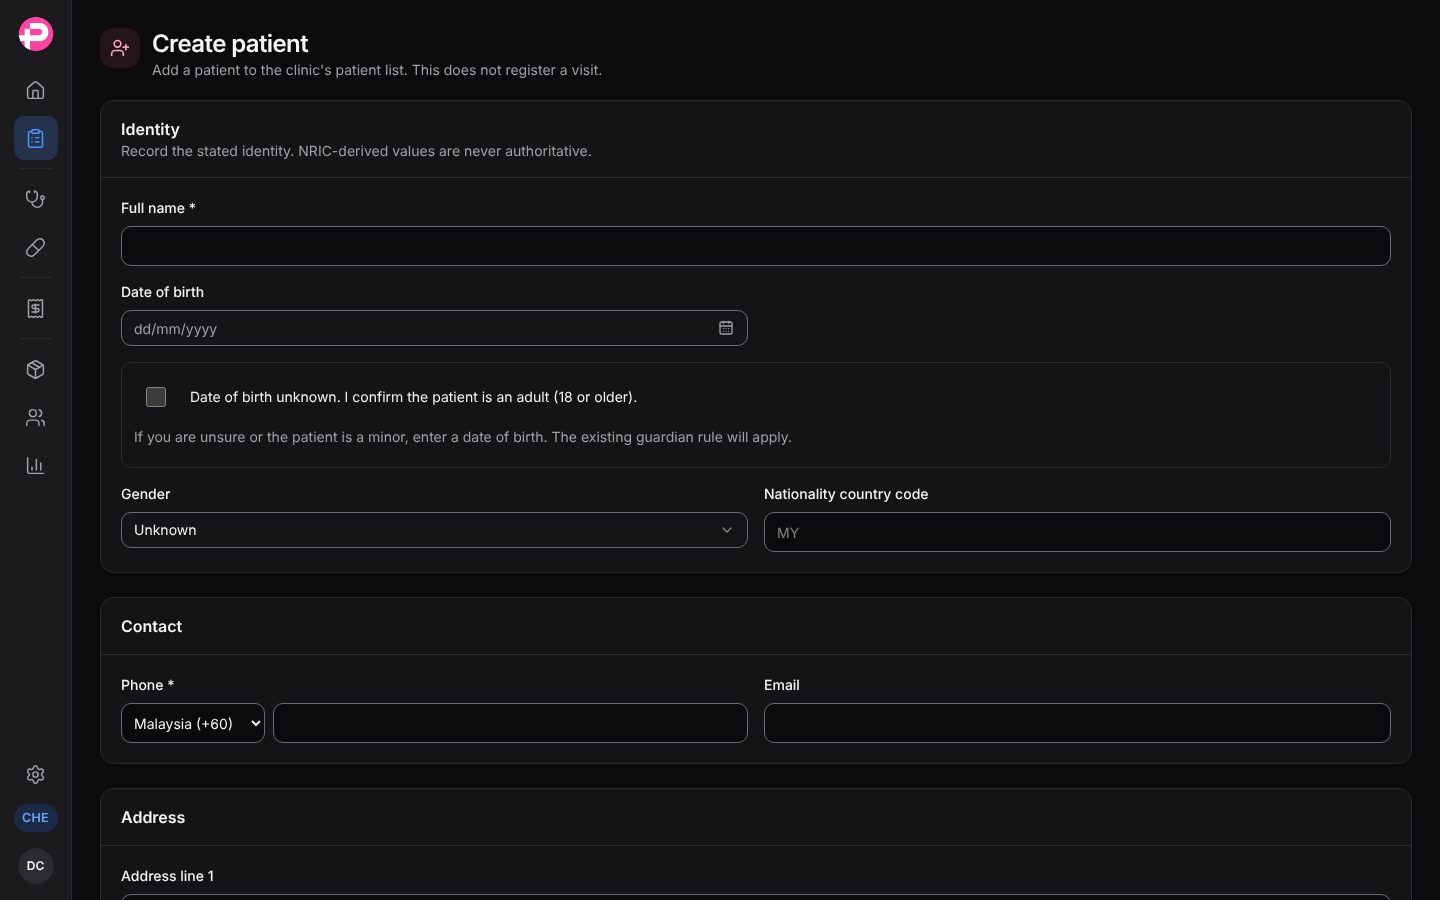 Create patient
Add a patient to the clinic's patient list. This does not register a visit.
Identity
Record the stated identity. NRIC-derived values are never authoritative.
Full name *
Date of birth
dd/mm/yyyy
Date of birth unknown. I confirm the patient is an adult (18 or older).
If you are unsure or the patient is a minor, enter a date of birth. The existing guardian rule will apply.
Gender
Nationality country code
Unknown
MY
Contact
Phone *
Email
Malaysia (+60)
Address
Address line 1
CHE
DC